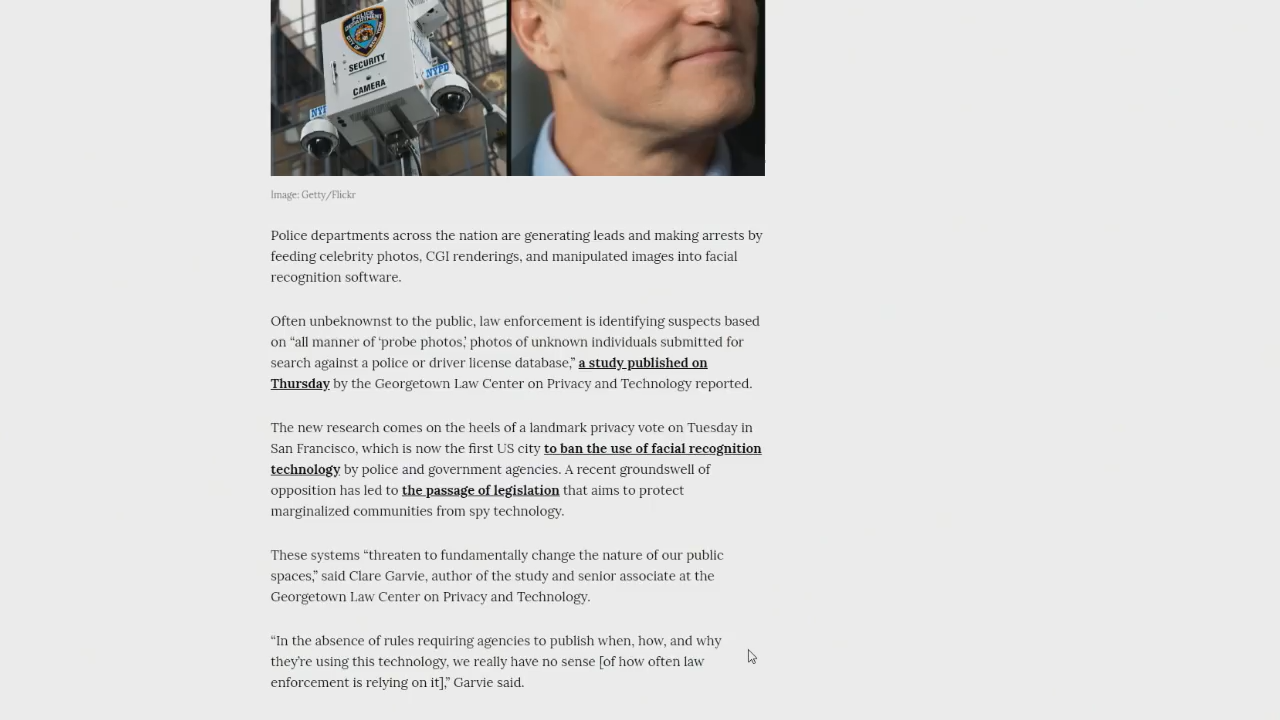 POLICE
DEPARTMENT
CITY OF NEW YORK
SECURITY
CAMERA
NYPD
NYP
Image: Getty/Flickr
Police departments across the nation are generating leads and making arrests by
feeding celebrity photos, CGI renderings, and manipulated images into facial
recognition software.
Often unbeknownst to the public, law enforcement is identifying suspects based
on “all manner of ‘probe photos,’ photos of unknown individuals submitted for
search against a police or driver license database,” a study published on
Thursday by the Georgetown Law Center on Privacy and Technology reported.
The new research comes on the heels of a landmark privacy vote on Tuesday in
San Francisco, which is now the first US city to ban the use of facial recognition
technology by police and government agencies. A recent groundswell of
opposition has led to the passage of legislation that aims to protect
marginalized communities from spy technology.
These systems “threaten to fundamentally change the nature of our public
spaces,” said Clare Garvie, author of the study and senior associate at the
Georgetown Law Center on Privacy and Technology.
“In the absence of rules requiring agencies to publish when, how, and why
they’re using this technology, we really have no sense [of how often law
enforcement is relying on it],” Garvie said.